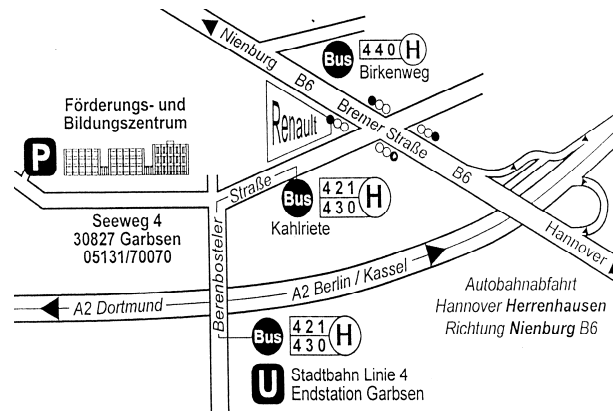 Nienburg
B6
Bus 440 H
Birkenweg
Förderungs- und
Bildungszentrum
P
Renault
Bremer Straße
B6
Hannover
Straße
Bus 421 H
430
Kahlriete
Seeweg 4
30827 Garbsen
05131/70070
Berenbosteler
A2 Dortmund
A2 Berlin / Kassel
Autobahnabfahrt
Hannover Herrenhausen
Richtung Nienburg B6
Bus 421 H
430
U
Stadtbahn Linie 4
Endstation Garbsen